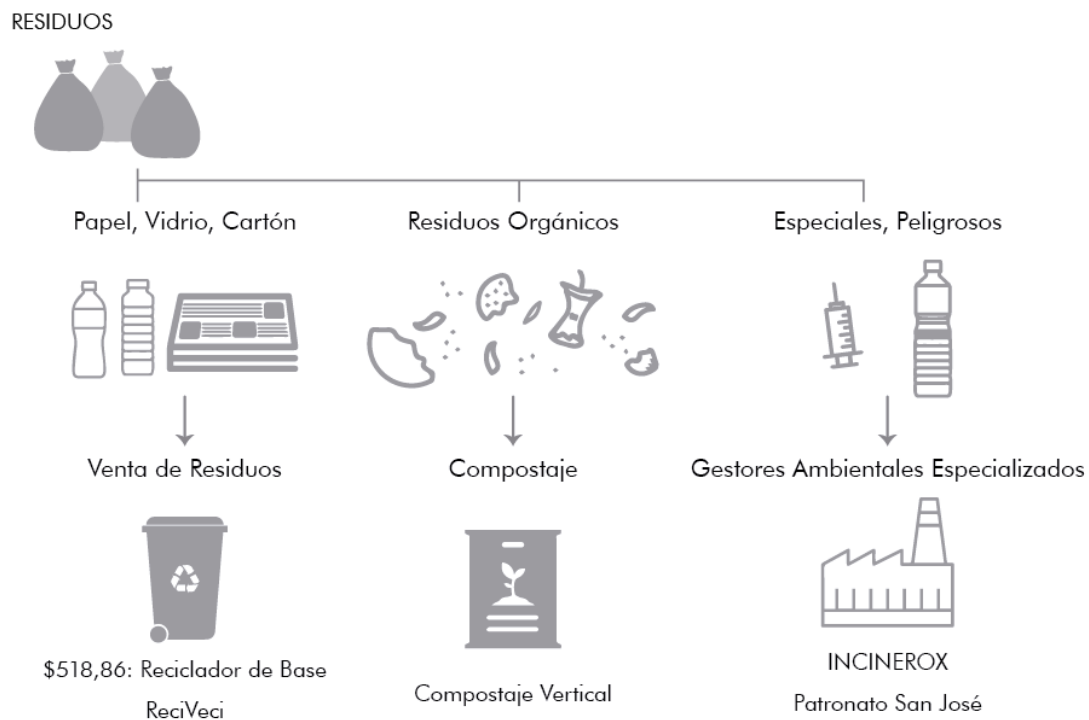 RESIDUOS
Papel, Vidrio, Cartón
Residuos Orgánicos
Especiales, Peligrosos
Venta de Residuos
Compostaje
Gestores Ambientales Especializados
$518,86: Reciclador de Base
ReciVeci
Compostaje Vertical
INCINEROX
Patronato San José